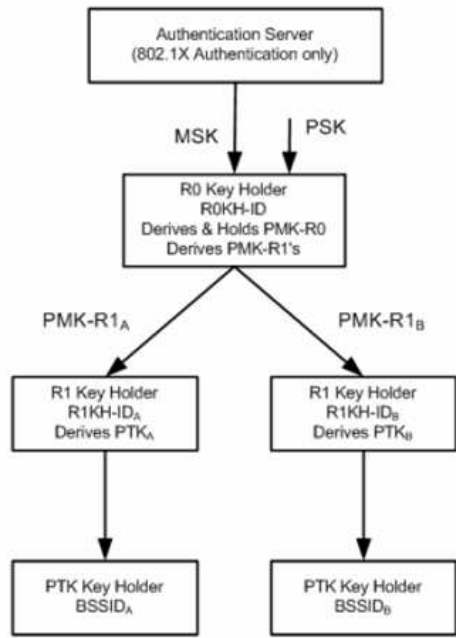 Authentication Server
(802.1X Authentication only)
MSK
PSK
R0 Key Holder
R0KH-ID
Derives & Holds PMK-R0
Derives PMK-R1's
PMK-R1A
PMK-R1B
R1 Key Holder
R1KH-IDA
Derives PTKA
R1 Key Holder
R1KH-IDB
Derives PTKB
PTK Key Holder
BSSIDA
PTK Key Holder
BSSIDB